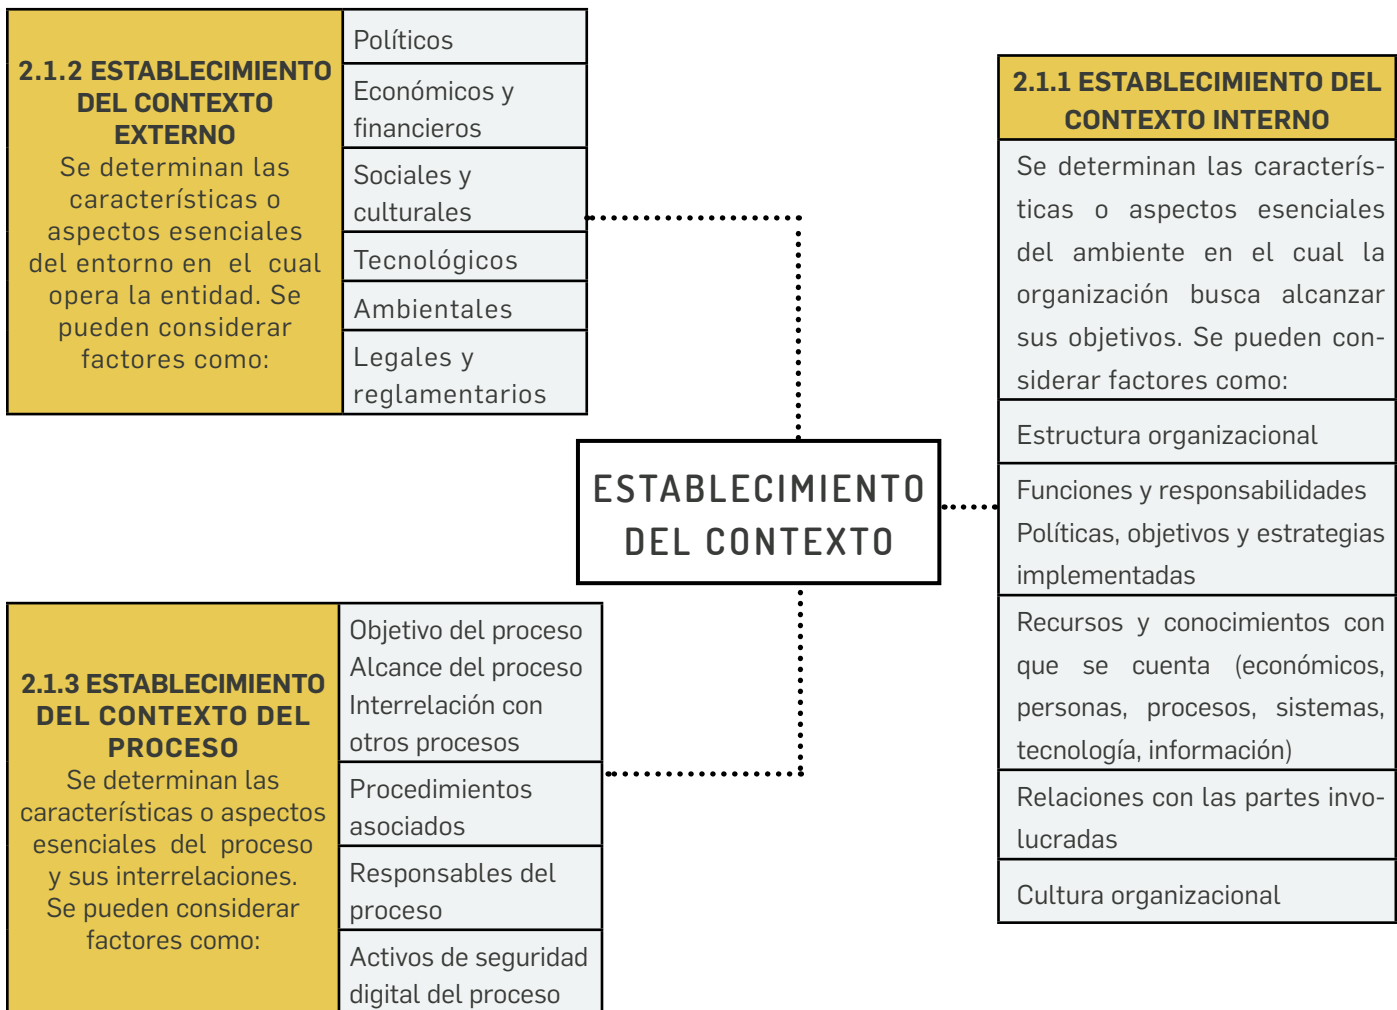 2.1.2 ESTABLECIMIENTO
DEL CONTEXTO
EXTERNO
Se determinan las
características o
aspectos esenciales
del entorno en el cual
opera la entidad. Se
pueden considerar
factores como:
Políticos
Económicos y
financieros
Sociales y
culturales
Tecnológicos
Ambientales
Legales y
reglamentarios
2.1.1 ESTABLECIMIENTO DEL
CONTEXTO INTERNO
Se determinan las caracterís-
ticas o aspectos esenciales
del ambiente en el cual la
organización busca alcanzar
sus objetivos. Se pueden con-
siderar factores como:
Estructura organizacional
Funciones y responsabilidades
Políticas, objetivos y estrategias
implementadas
Recursos y conocimientos con
que se cuenta (económicos,
personas, procesos, sistemas,
tecnología, información)
Relaciones con las partes invo-
lucradas
Cultura organizacional
ESTABLECIMIENTO
DEL CONTEXTO
2.1.3 ESTABLECIMIENTO
DEL CONTEXTO DEL
PROCESO
Se determinan las
características o aspectos
esenciales del proceso
y sus interrelaciones.
Se pueden considerar
factores como:
Objetivo del proceso
Alcance del proceso
Interrelación con
otros procesos
Procedimientos
asociados
Responsables del
proceso
Activos de seguridad
digital del proceso